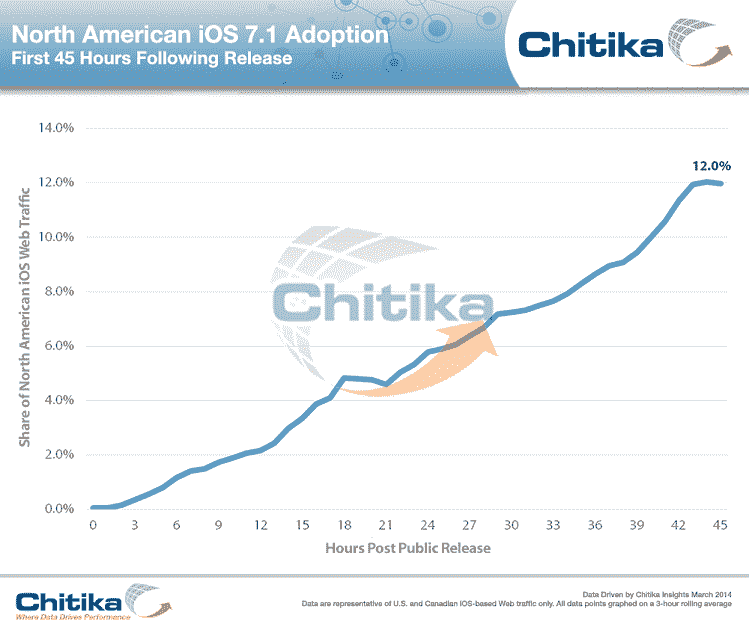 North American iOS 7.1 Adoption
First 45 Hours Following Release
Chitika
14.0%
12.0%
12.0%
10.0%
8.0%
Chitika
6.0%
4.0%
2.0%
0.0%
Share of North American iOS Web Traffic
0 3 6 9 12 15 18 21 24 27 30 33 36 39 42 45
Hours Post Public Release
Chitika
Where Data Drives Performance
Data Driven by Chitika Insights March 2014
Data are representative of U.S. and Canadian iOS-based Web traffic only. All data points graphed on a 3-hour rolling average